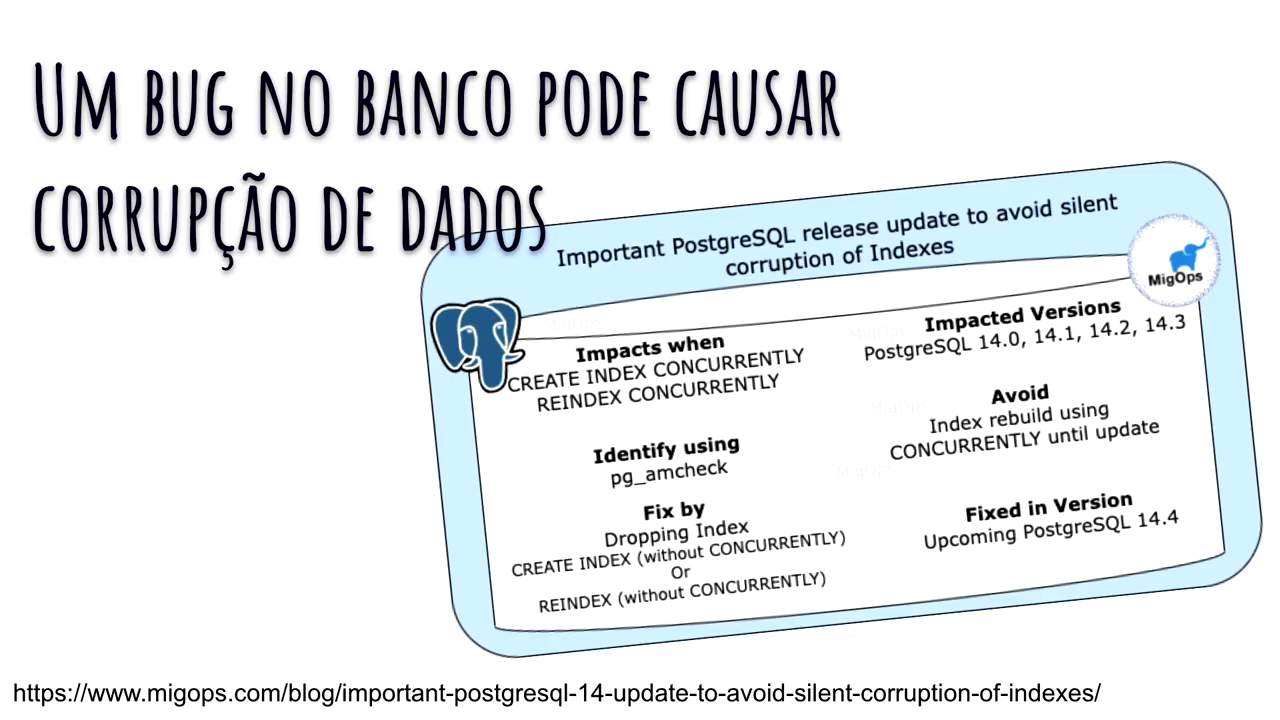 Um bug no banco pode causar
corrupção de dados
Important PostgreSQL release update to avoid silent
corruption of Indexes
MigOps
Impacts when
CREATE INDEX CONCURRENTLY
REINDEX CONCURRENTLY
Identify using
pg_amcheck
Fix by
Dropping Index
CREATE INDEX (without CONCURRENTLY)
Or
REINDEX (without CONCURRENTLY)
Impacted Versions
PostgreSQL 14.0, 14.1, 14.2, 14.3
Avoid
Index rebuild using
CONCURRENTLY until update
Fixed in Version
Upcoming PostgreSQL 14.4
MigOps
MigOps
MigOps
MigOps
https://www.migops.com/blog/important-postgresql-14-update-to-avoid-silent-corruption-of-indexes/